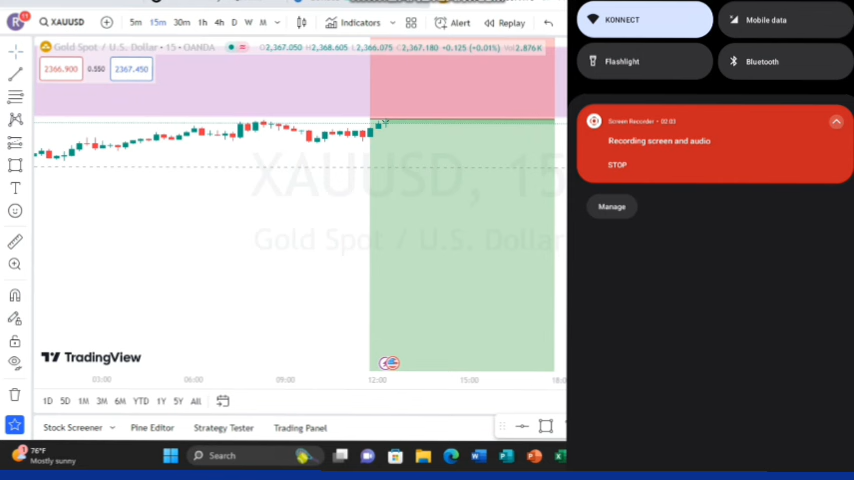 R 11 XAUUSD 5m 15m 30m 1h 4h D W M Indicators Alert Replay
Gold Spot / U.S. Dollar · 15 · OANDA O2,367.050 H2,368.605 L2,366.075 C2,367.180 +0.125 (+0.01%) Vol2.876K
2366.900 0.550 2367.450
XAUUSD, 15
Gold Spot / U.S. Dollar
TradingView
03:00 06:00 09:00 12:00 15:00 18:0
1D 5D 1M 3M 6M YTD 1Y 5Y All
Stock Screener Pine Editor Strategy Tester Trading Panel
76°F
Mostly sunny
Search
KONNECT
Mobile data
Flashlight
Bluetooth
Screen Recorder • 02:03
Recording screen and audio
STOP
Manage